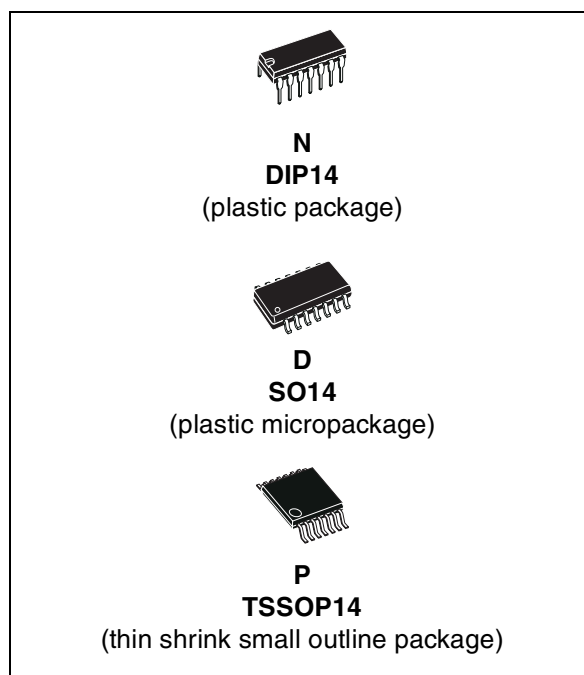 N
DIP14
(plastic package)
D
SO14
(plastic micropackage)
P
TSSOP14
(thin shrink small outline package)